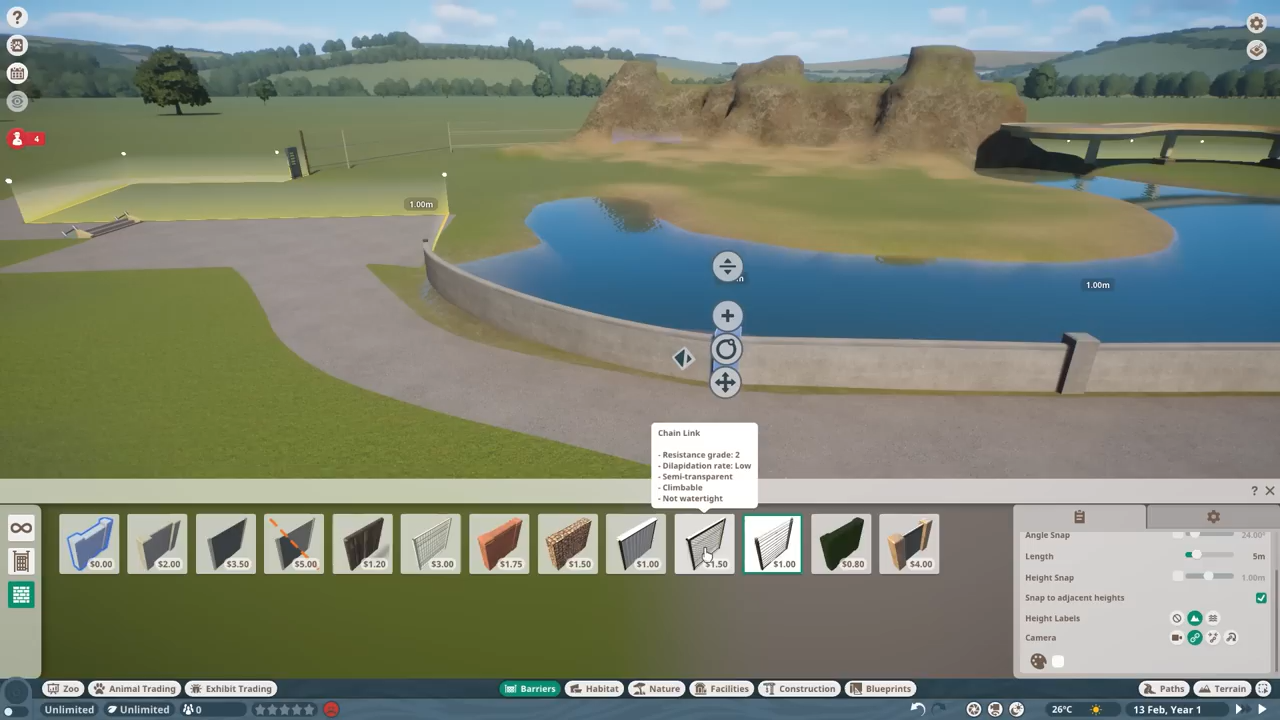 ?
4
1.00m
m
1.00m
Chain Link
- Resistance grade: 2
- Dilapidation rate: Low
- Semi-transparent
- Climbable
- Not watertight
?
$0.00
$2.00
$3.50
$5.00
$1.20
$3.00
$1.75
$1.50
$1.00
$1.50
$1.00
$0.80
$4.00
Angle Snap 24.00°
Length 5m
Height Snap 1.00m
Snap to adjacent heights
Height Labels
Camera
Zoo Animal Trading Exhibit Trading Barriers Habitat Nature Facilities Construction Blueprints Paths Terrain
Unlimited Unlimited 0 26°C 13 Feb, Year 1